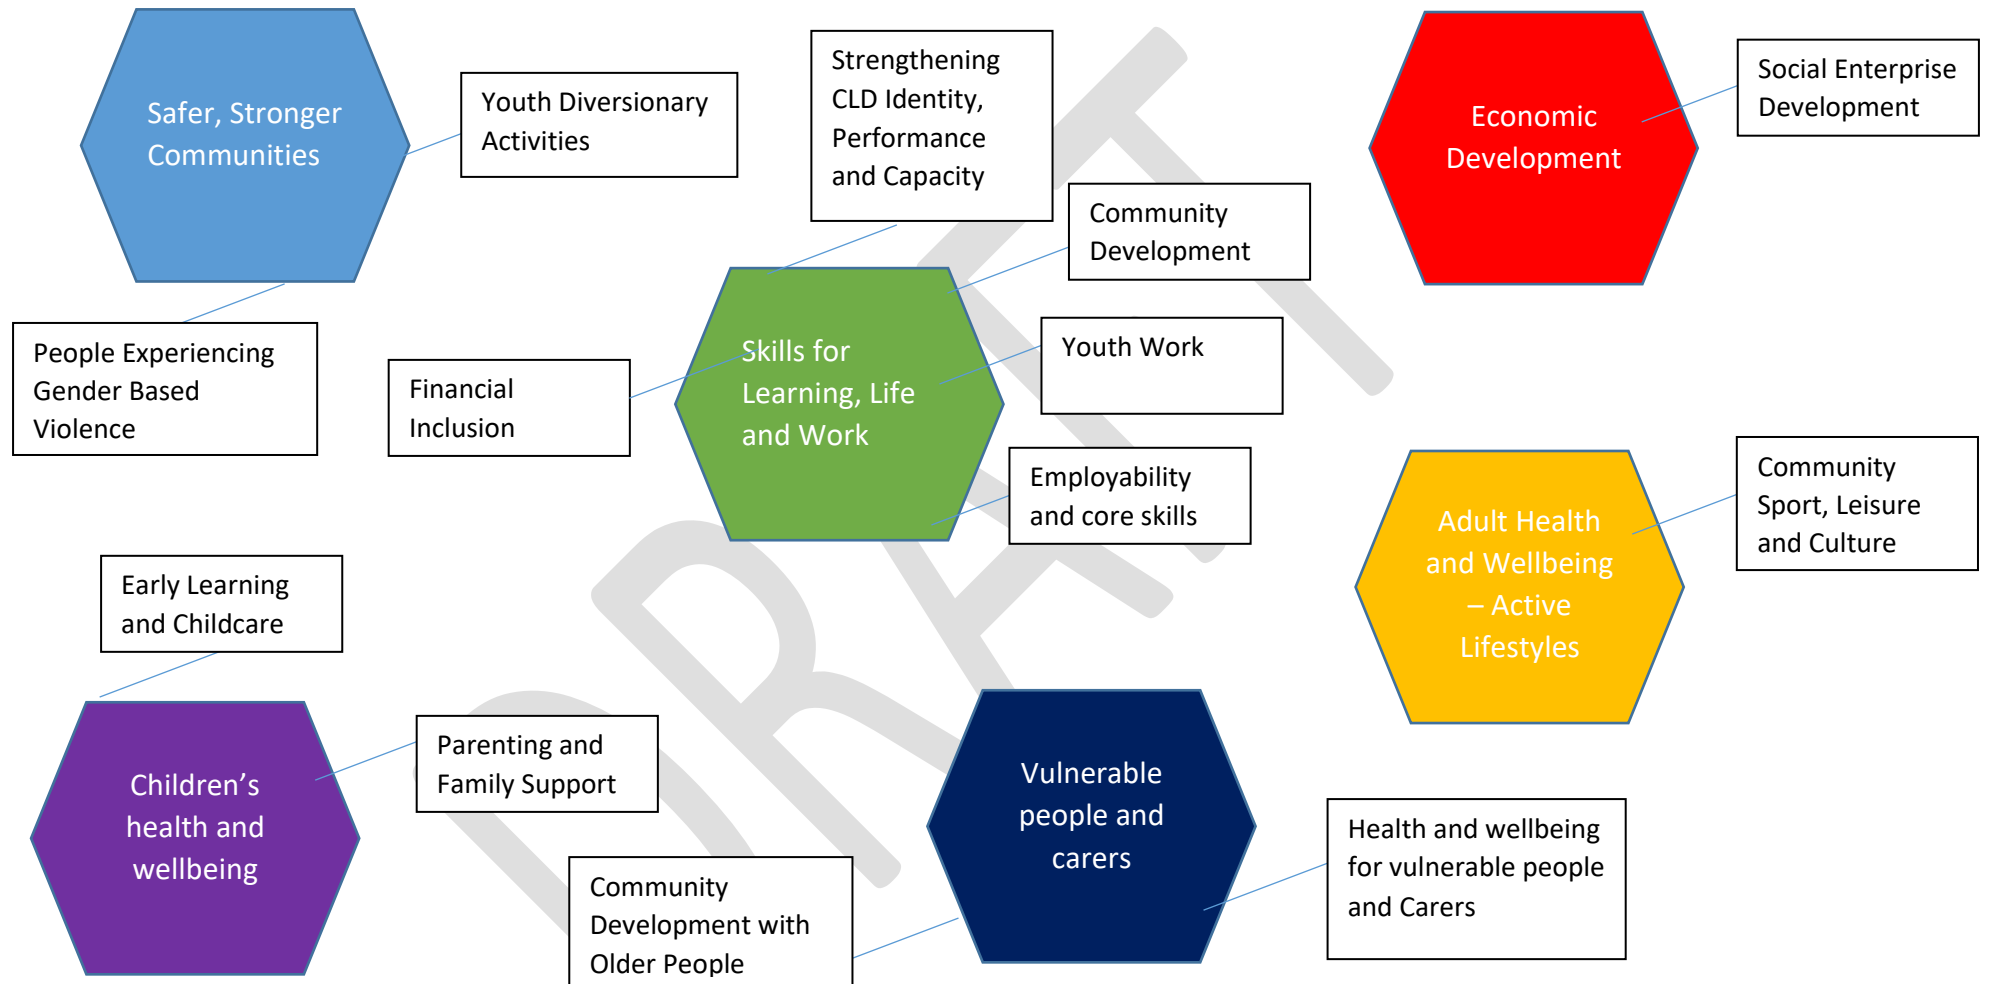 Safer, Stronger
Communities
Youth Diversionary
Activities
People Experiencing
Gender Based
Violence
Strengthening
CLD Identity,
Performance
and Capacity
Community
Development
Youth Work
Financial
Inclusion
Skills for
Learning, Life
and Work
Employability
and core skills
Economic
Development
Social Enterprise
Development
Adult Health
and Wellbeing
– Active
Lifestyles
Community
Sport, Leisure
and Culture
Early Learning
and Childcare
Children’s
health and
wellbeing
Parenting and
Family Support
Community
Development with
Older People
Vulnerable
people and
carers
Health and wellbeing
for vulnerable people
and Carers
DRAFT